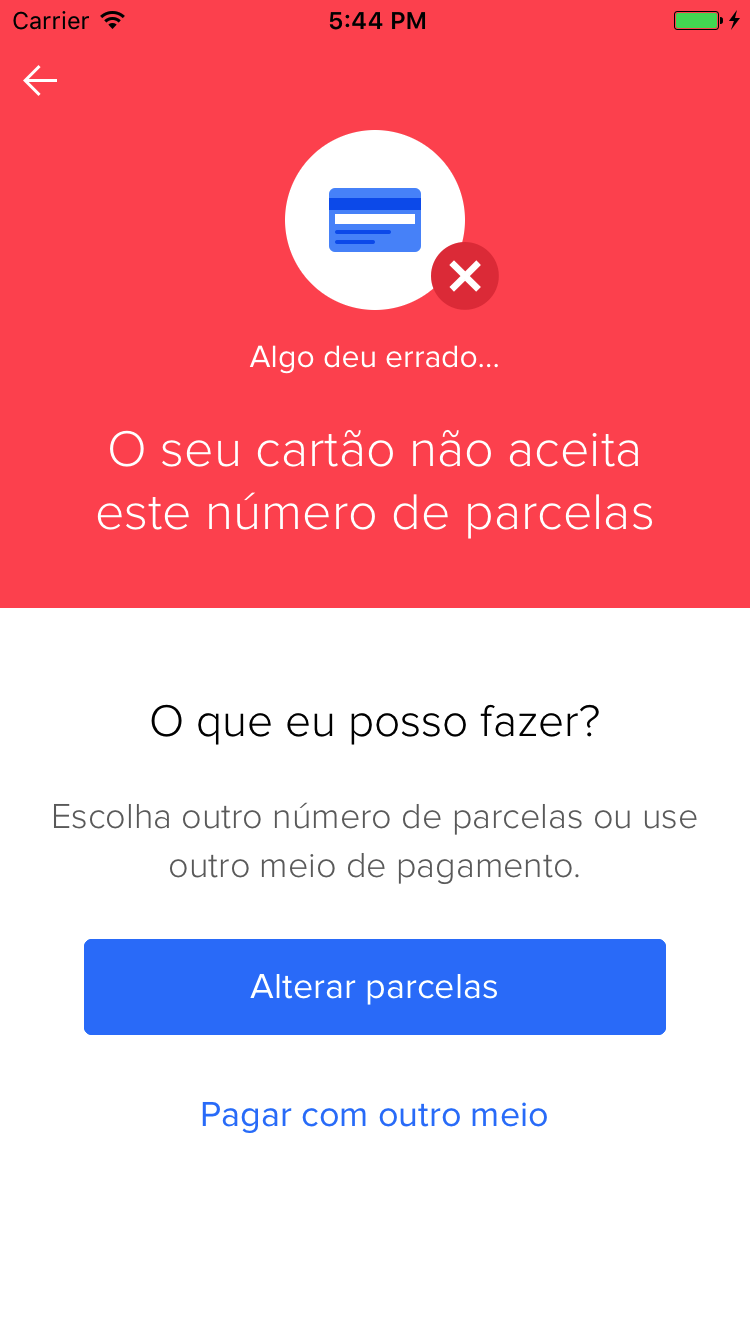 Carrier 5:44 PM
Algo deu errado...
O seu cartão não aceita
este número de parcelas
O que eu posso fazer?
Escolha outro número de parcelas ou use
outro meio de pagamento.
Alterar parcelas
Pagar com outro meio